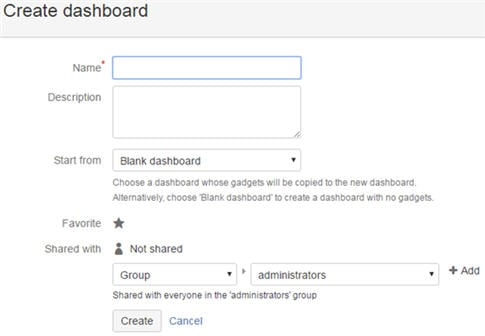 Create dashboard
Name*
Description
Start from Blank dashboard
Choose a dashboard whose gadgets will be copied to the new dashboard.
Alternatively, choose 'Blank dashboard' to create a dashboard with no gadgets.
Favorite
Shared with Not shared
Group administrators + Add
Shared with everyone in the 'administrators' group
Create Cancel